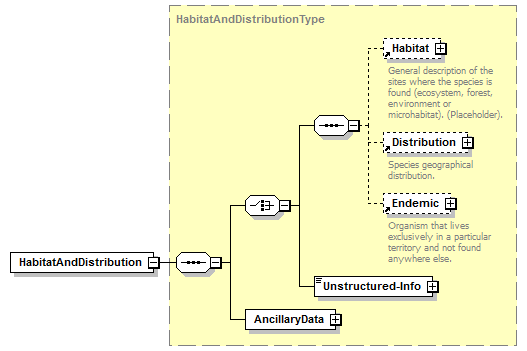 HabitatAndDistributionType
Habitat
General description of the
sites where the species is
found (ecosystem, forest,
environment or
microhabitat). (Placeholder).
Distribution
Species geographical
distribution.
Endemic
Organism that lives
exclusively in a particular
territory and not found
anywhere else.
HabitatAndDistribution
Unstructured-Info
AncillaryData